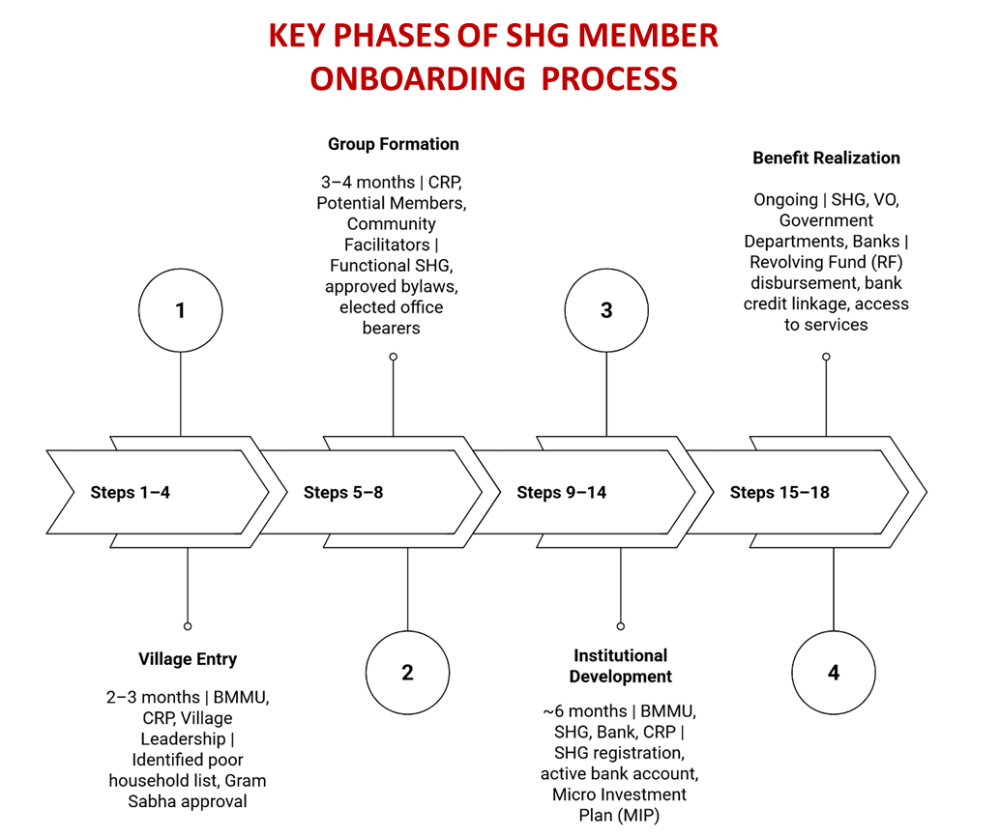 KEY PHASES OF SHG MEMBER
ONBOARDING PROCESS
Group Formation
3–4 months | CRP,
Potential Members,
Community
Facilitators |
Functional SHG,
approved bylaws,
elected office
bearers
Benefit Realization
Ongoing | SHG, VO,
Government
Departments, Banks |
Revolving Fund (RF)
disbursement, bank
credit linkage, access
to services
1
3
Steps 1–4
Steps 5–8
Steps 9–14
Steps 15–18
Village Entry
2–3 months | BMMU,
CRP, Village
Leadership |
Identified poor
household list, Gram
Sabha approval
2
Institutional
Development
~6 months | BMMU,
SHG, Bank, CRP |
SHG registration,
active bank account,
Micro Investment
Plan (MIP)
4